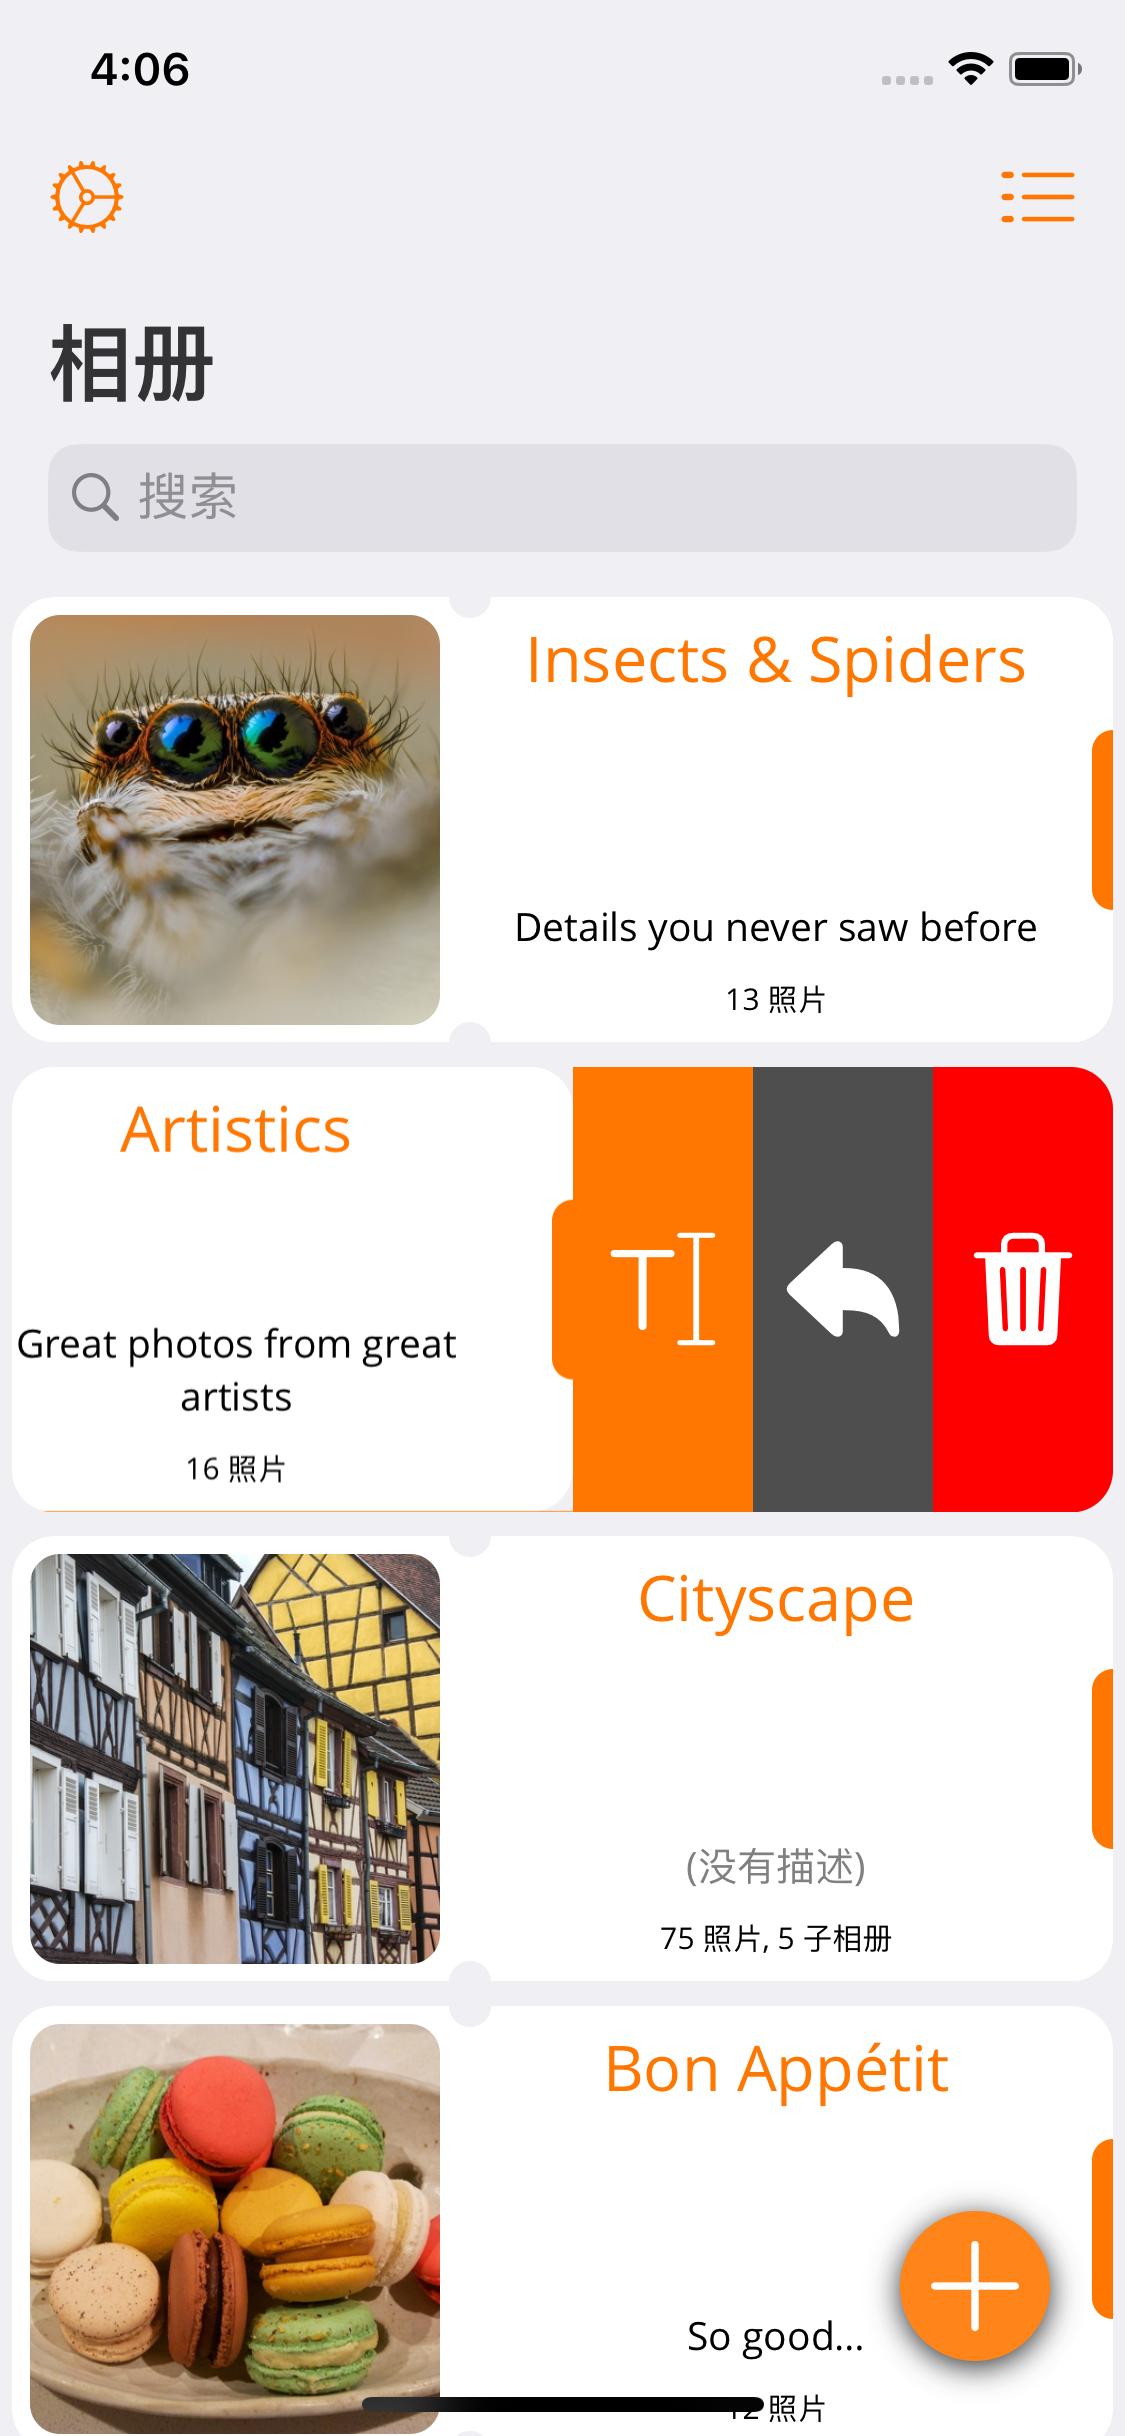 4:06
相册
搜索
Insects & Spiders
Details you never saw before
13 照片
Artistics
Great photos from great
artists
16 照片
Cityscape
(没有描述)
75 照片, 5 子相册
Bon Appétit
So good...
12 照片